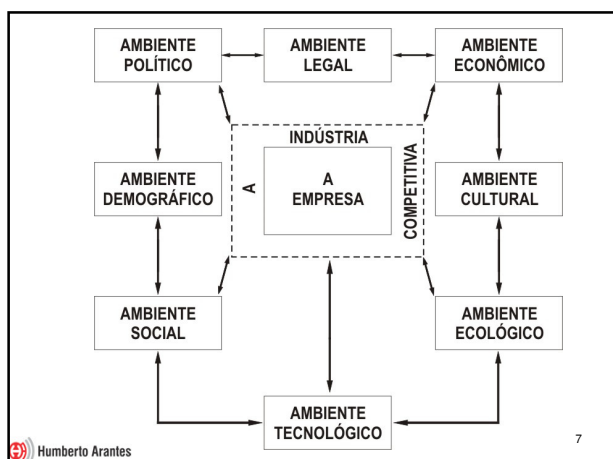 AMBIENTE
POLÍTICO
AMBIENTE
LEGAL
AMBIENTE
ECONÔMICO
INDÚSTRIA
A
COMPETITIVA
A
EMPRESA
AMBIENTE
DEMOGRÁFICO
AMBIENTE
CULTURAL
AMBIENTE
SOCIAL
AMBIENTE
ECOLÓGICO
AMBIENTE
TECNOLÓGICO
Humberto Arantes
7